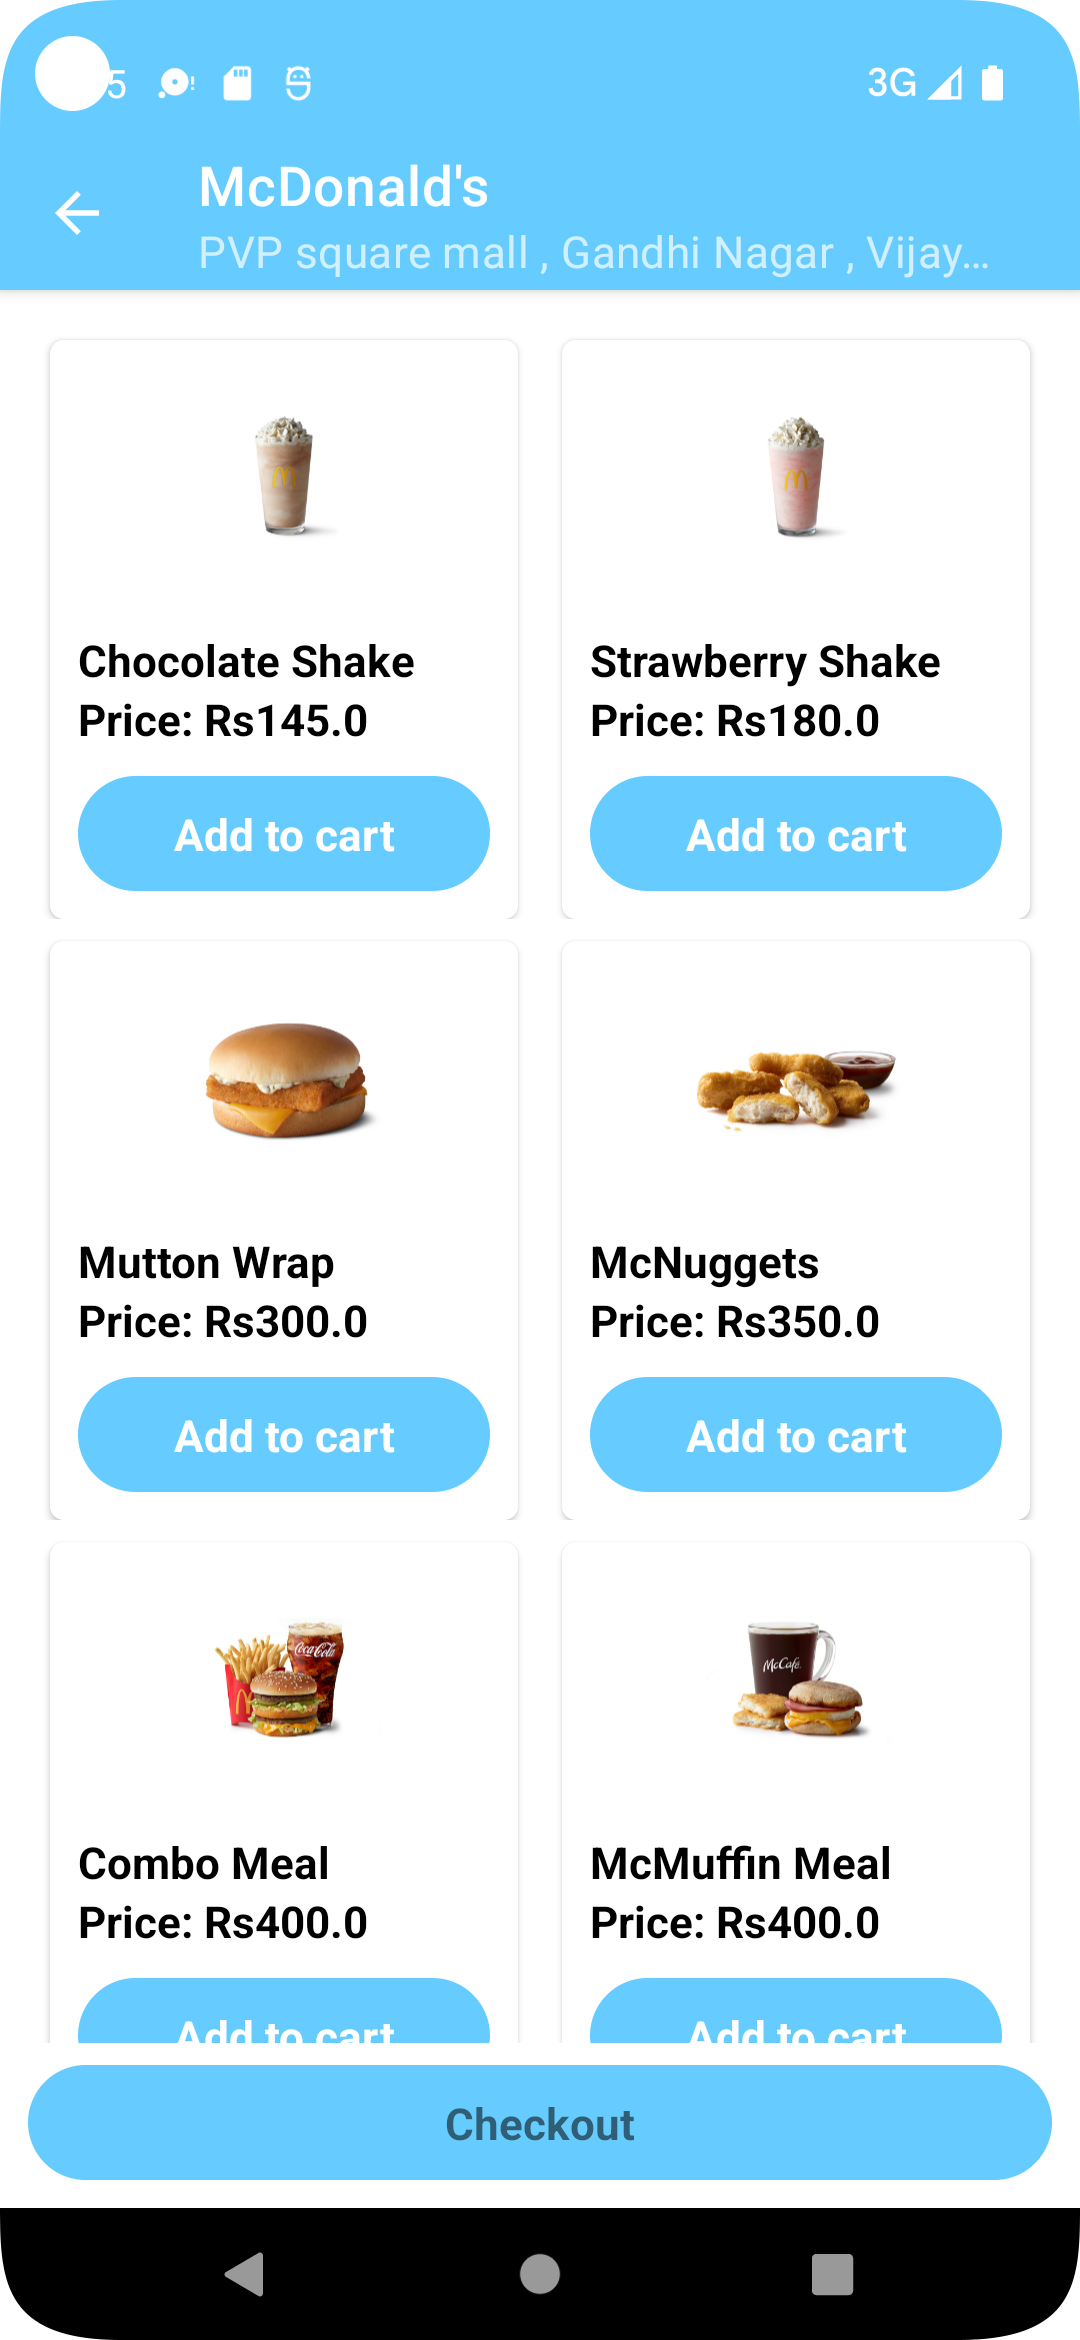 5
3G
McDonald's
PVP square mall , Gandhi Nagar , Vijay...
Chocolate Shake
Price: Rs145.0
Add to cart
Strawberry Shake
Price: Rs180.0
Add to cart
Mutton Wrap
Price: Rs300.0
Add to cart
McNuggets
Price: Rs350.0
Add to cart
Coca-Cola
Combo Meal
Price: Rs400.0
Add to cart
McCafé
McMuffin Meal
Price: Rs400.0
Add to cart
Checkout